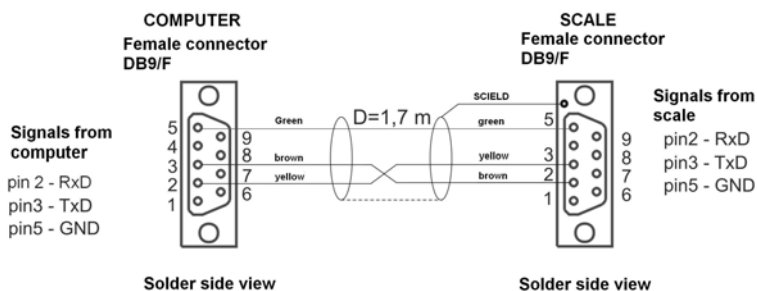 COMPUTER
Female connector
DB9/F
Signals from
computer
pin 2 - RxD
pin3 - TxD
pin5 - GND
5
4
3
2
1
9
8
7
6
Green
brown
yellow
D=1,7 m
SCIELD
green
yellow
brown
SCALE
Female connector
DB9/F
5
3
2
1
9
8
7
6
Signals from
scale
pin2 - RxD
pin3 - TxD
pin5 - GND
Solder side view
Solder side view